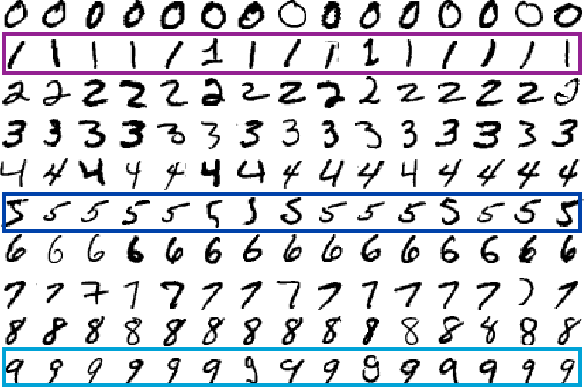 0 0 0 0 0 0 0 0 0 0 0 0 0 0 0
1 1 1 1 1 1 1 1 1 1 1 1 1 1 1
2 2 2 2 2 2 2 2 2 2 2 2 2 2 2
3 3 3 3 3 3 3 3 3 3 3 3 3 3 3
4 4 4 4 4 4 4 4 4 4 4 4 4 4 4
5 5 5 5 5 5 5 5 5 5 5 5 5 5 5
6 6 6 6 6 6 6 6 6 6 6 6 6 6 6
7 7 7 7 7 7 7 7 7 7 7 7 7 7 7
8 8 8 8 8 8 8 8 8 8 8 8 8 8 8
9 9 9 9 9 9 9 9 9 9 9 9 9 9 9